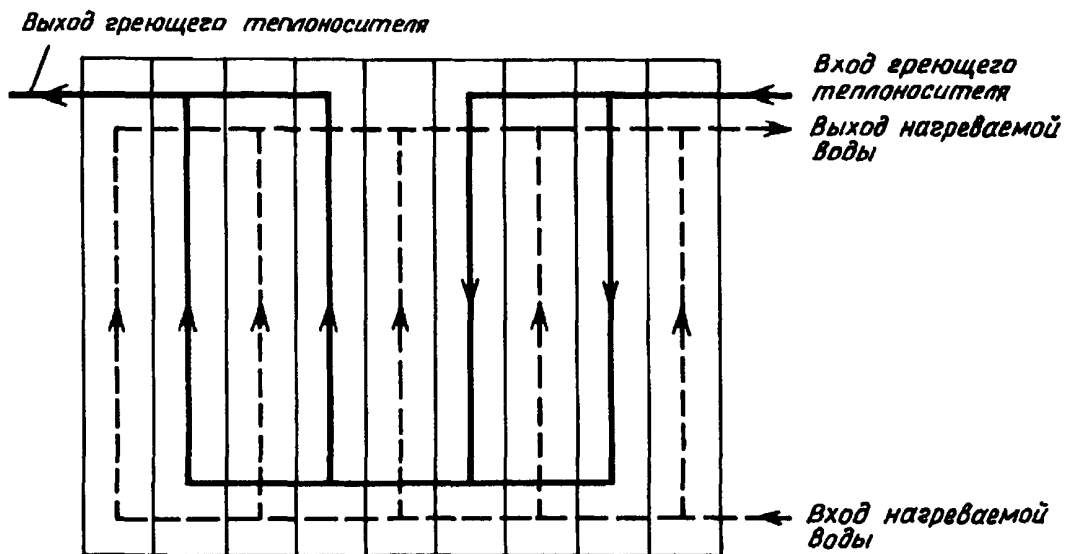 Выход греющего теплоносителя
Вход греющего
теплоносителя
Выход нагреваемой
воды
Вход нагреваемой
воды